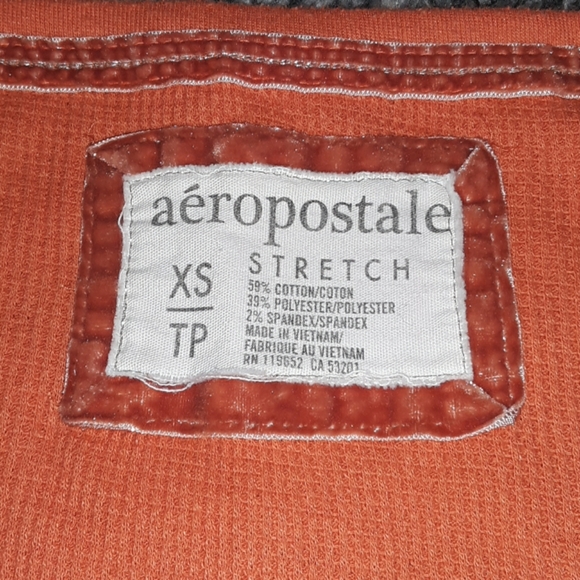 aéropostale
XS
TP
STRETCH
59% COTTON/COTON
39% POLYESTER/POLYESTER
2% SPANDEX/SPANDEX
MADE IN VIETNAM/
FABRIQUE AU VIETNAM
RN 119652 CA 53201